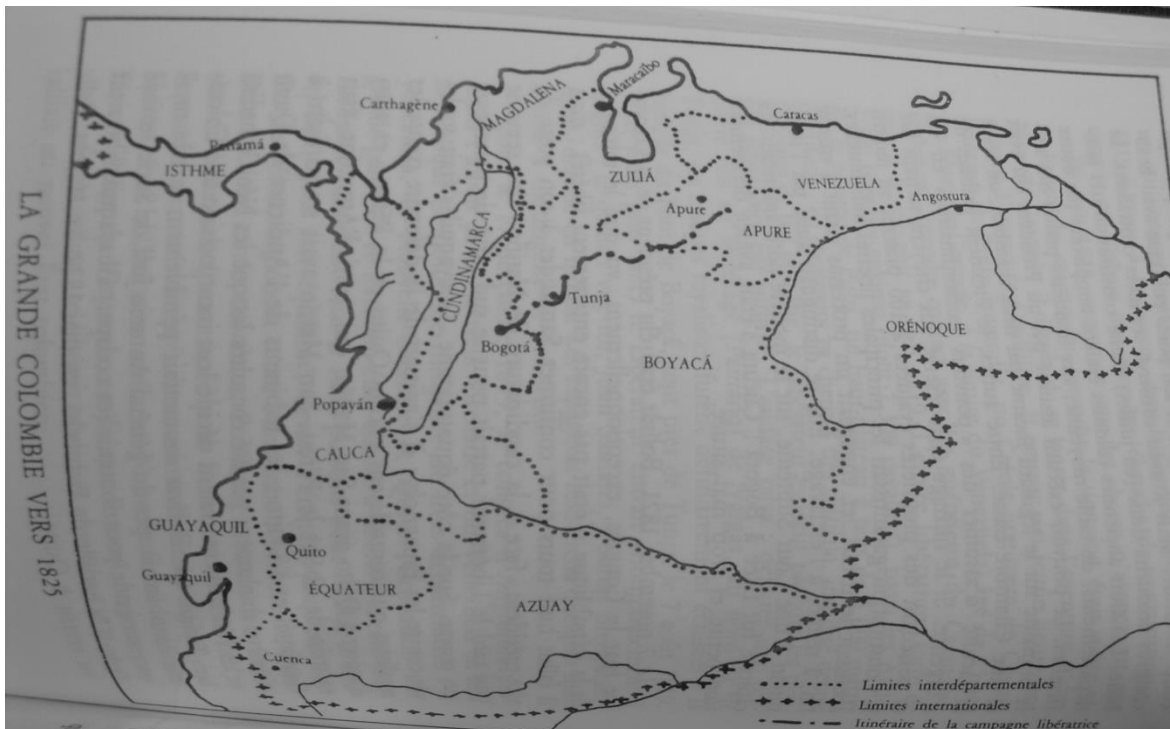 LA GRANDE COLOMBIE VERS 1825
Carthagène
MAGDALENA
Maracaïbo
Caracas
Panamá
ISTHME
ZULIÁ
VENEZUELA
Apure
Angostura
APURE
CUNDINAMARCA
Tunja
ORÉNOQUE
Bogotá
BOYACÁ
Popayán
CAUCA
GUAYAQUIL
Quito
Guayaquil
ÉQUATEUR
AZUAY
Cuenca
Limites interdépartementales
Limites internationales
Itinéraire de la campagne libératrice